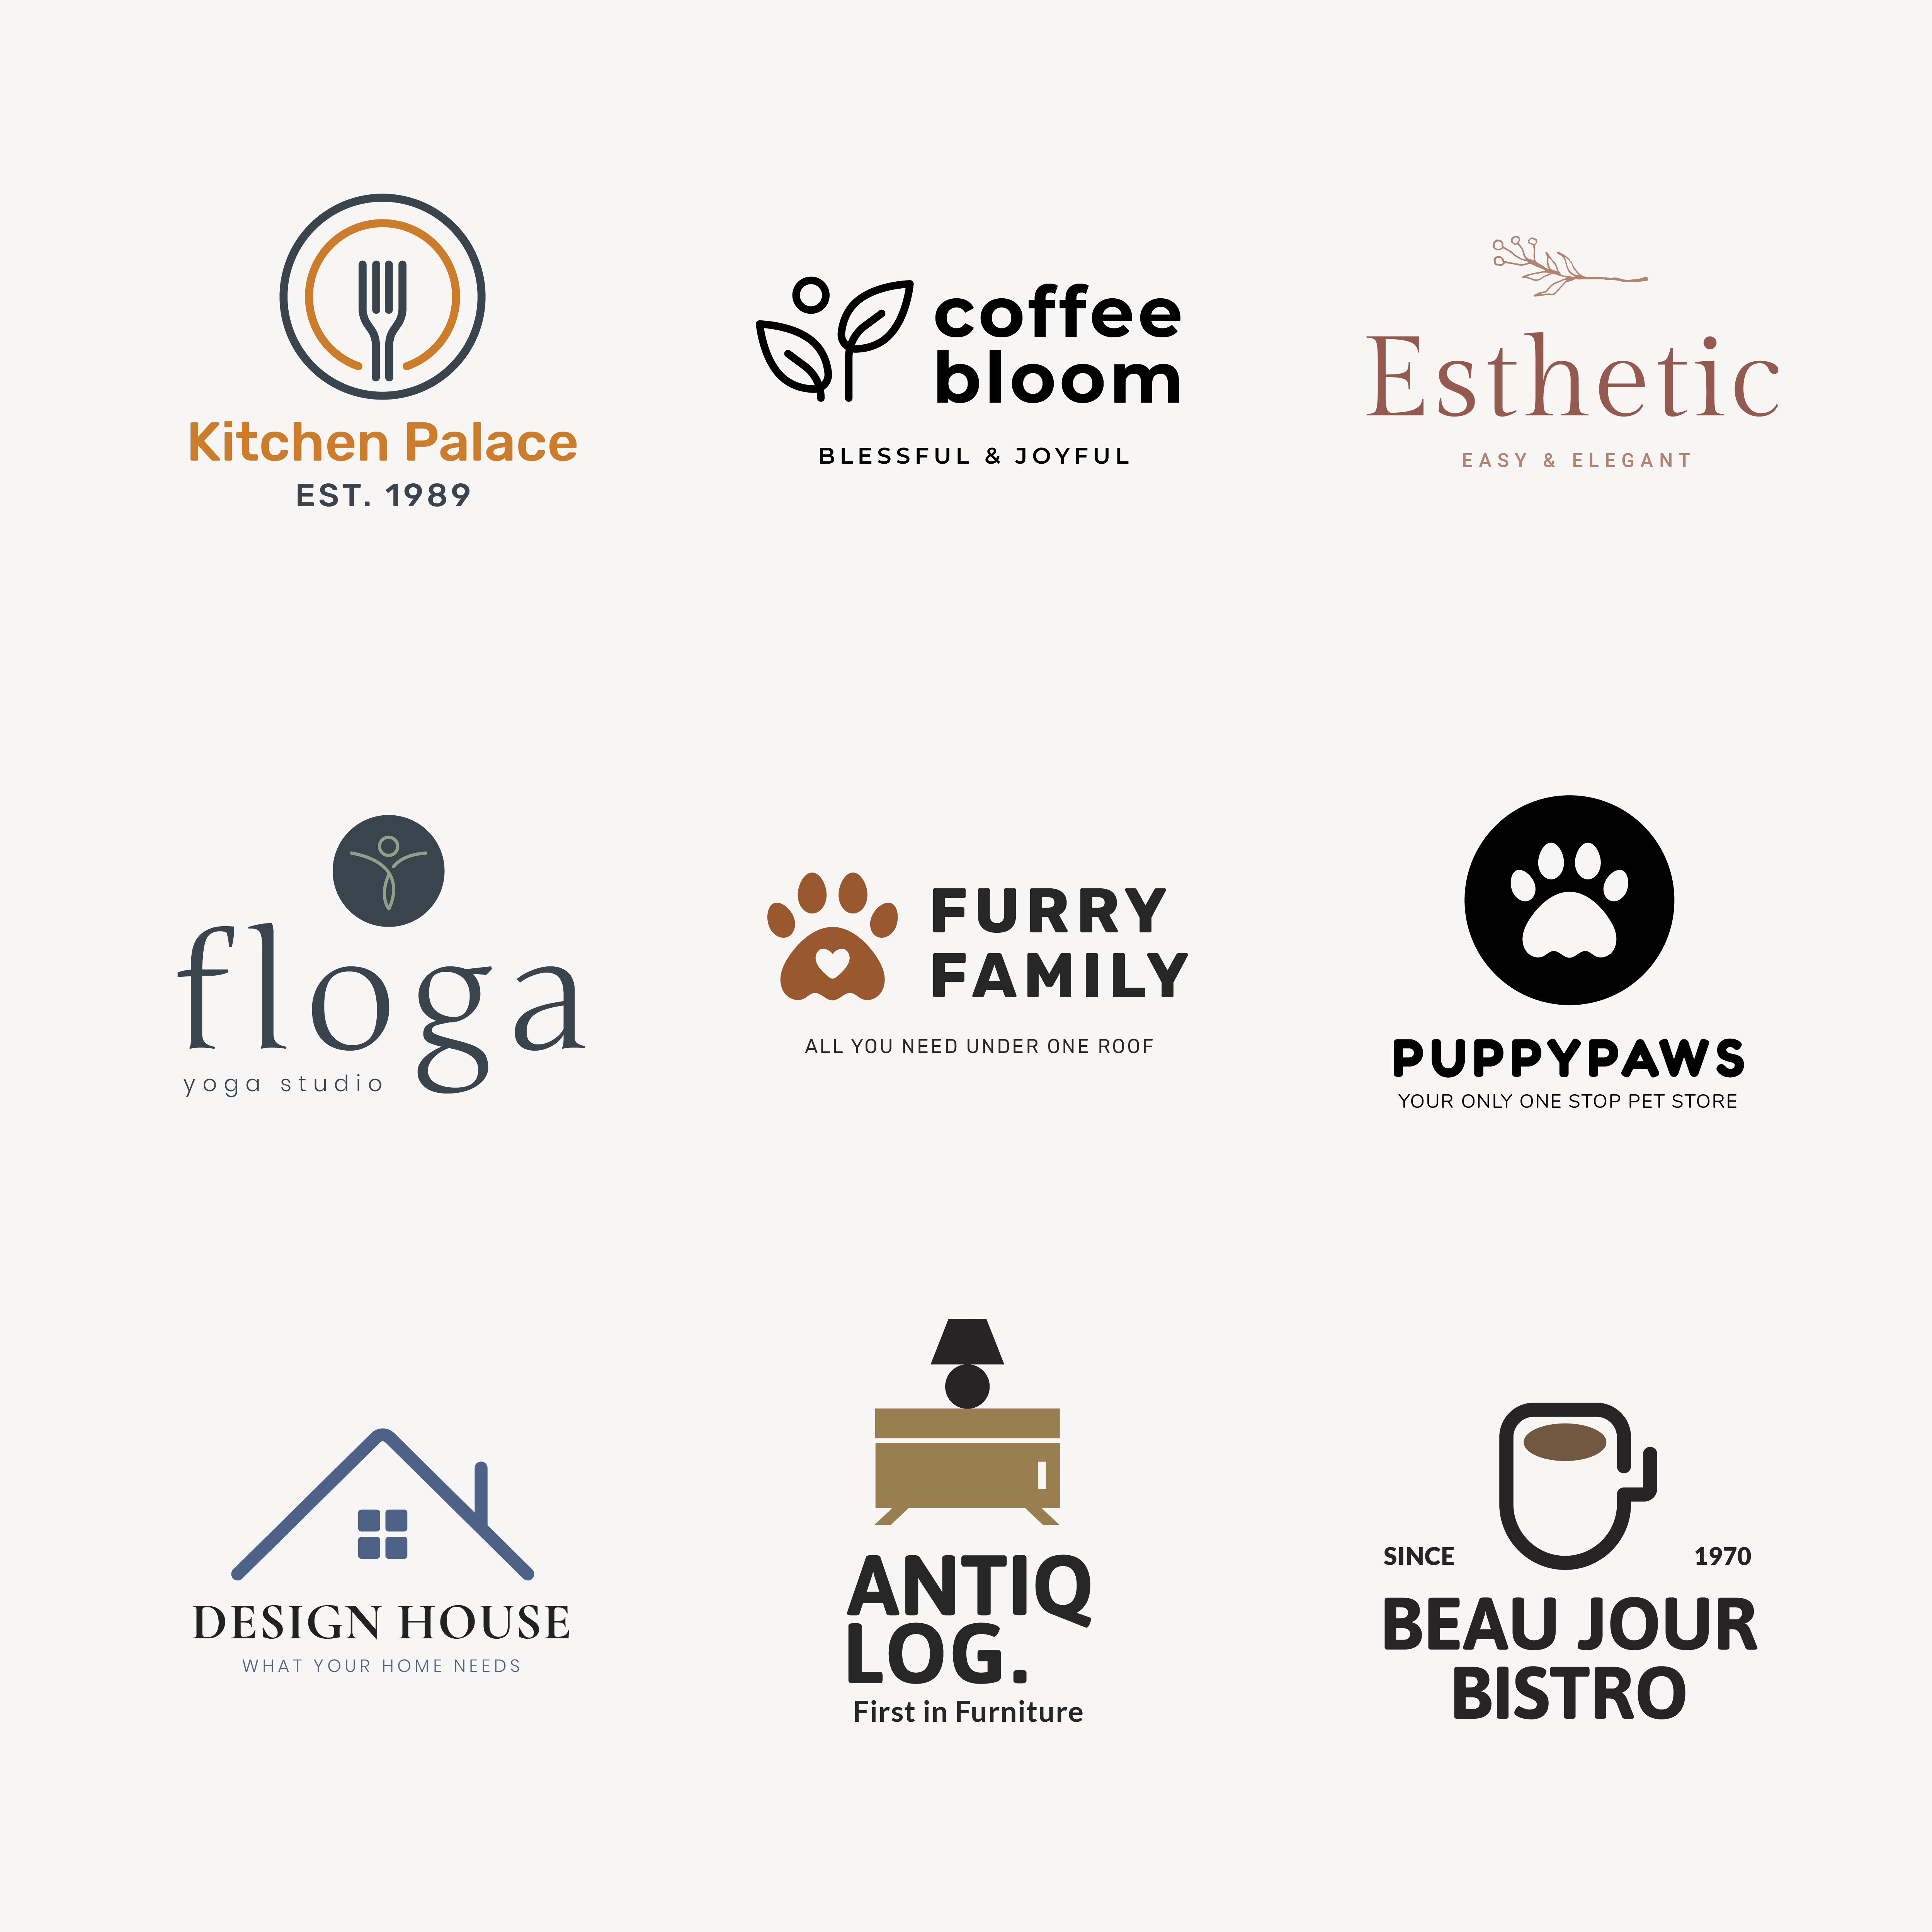 Kitchen Palace
EST. 1989
coffee
bloom
BLESSFUL & JOYFUL
Esthetic
EASY & ELEGANT
floga
yoga studio
FURRY
FAMILY
ALL YOU NEED UNDER ONE ROOF
PUPPYPAWS
YOUR ONLY ONE STOP PET STORE
DESIGN HOUSE
WHAT YOUR HOME NEEDS
ANTIQ
LOG.
First in Furniture
SINCE 1970
BEAU JOUR
BISTRO